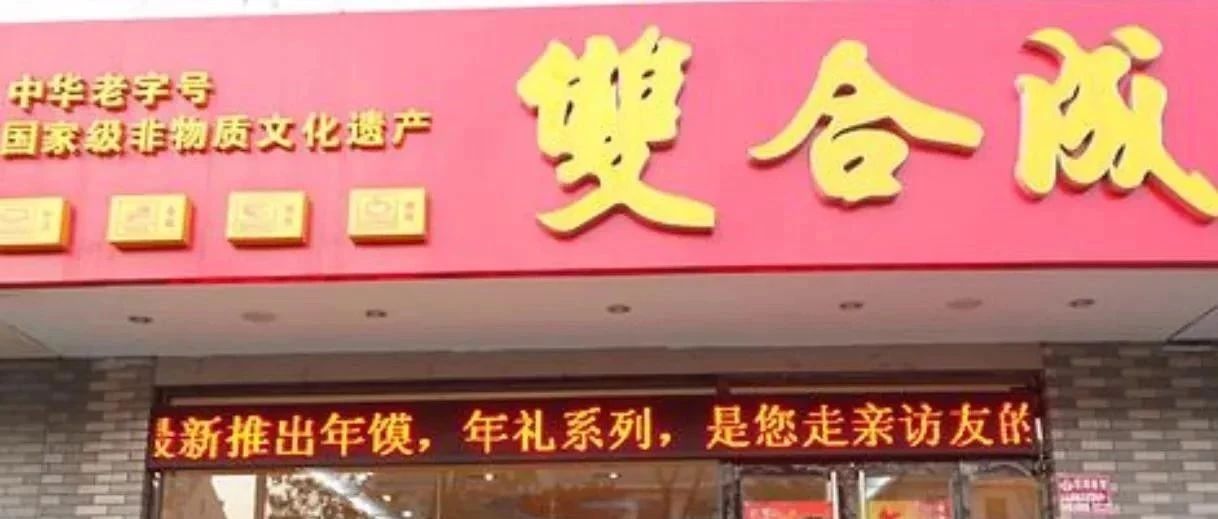 中华老字号
国家级非物质文化遗产
雙合成
最新推出年馍，年礼系列，是您走亲访友的